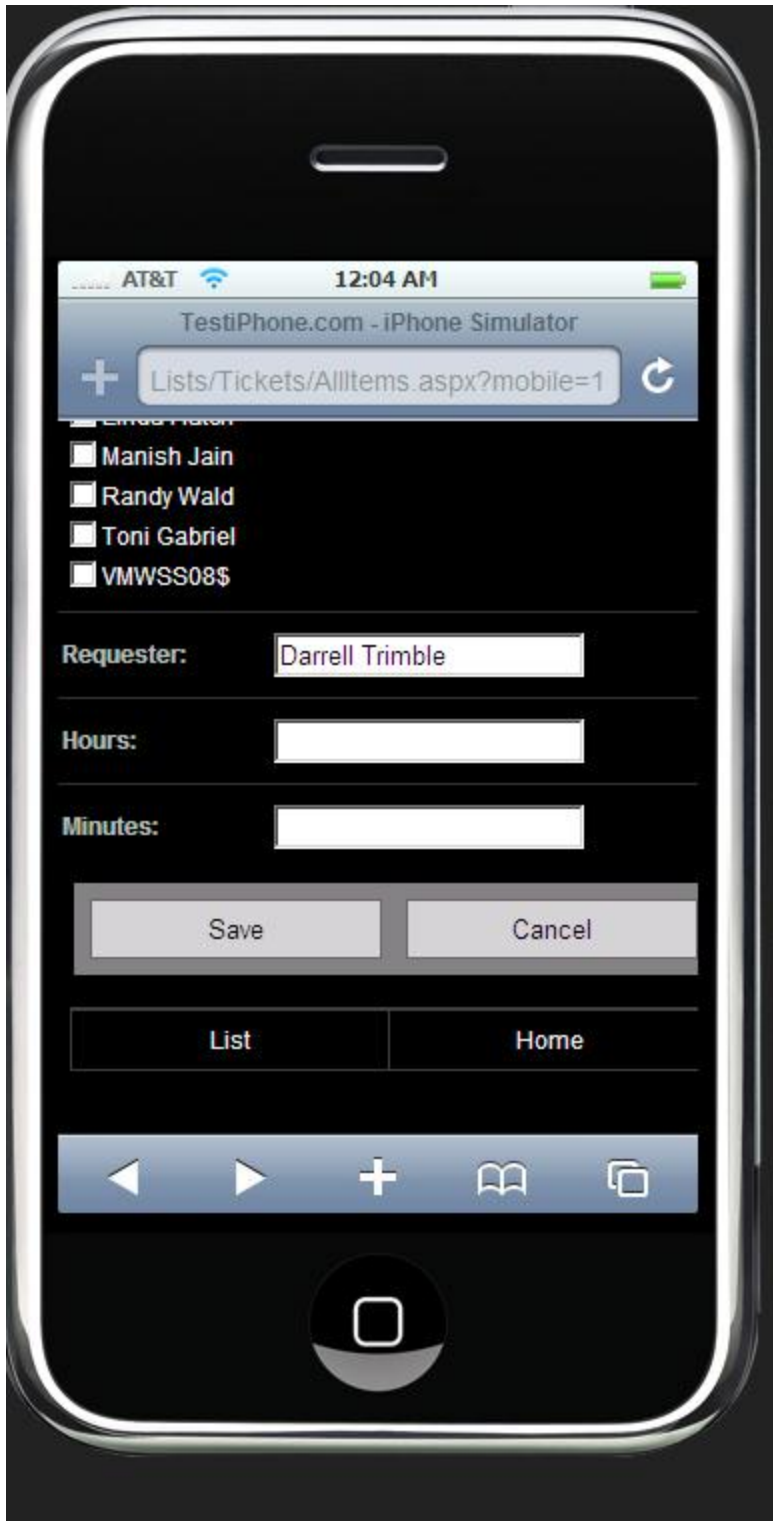 AT&T 12:04 AM
TestiPhone.com - iPhone Simulator
Lists/Tickets/AllItems.aspx?mobile=1
Manish Jain
Randy Wald
Toni Gabriel
VMWSS08$
Requester: Darrell Trimble
Hours:
Minutes:
Save Cancel
List Home